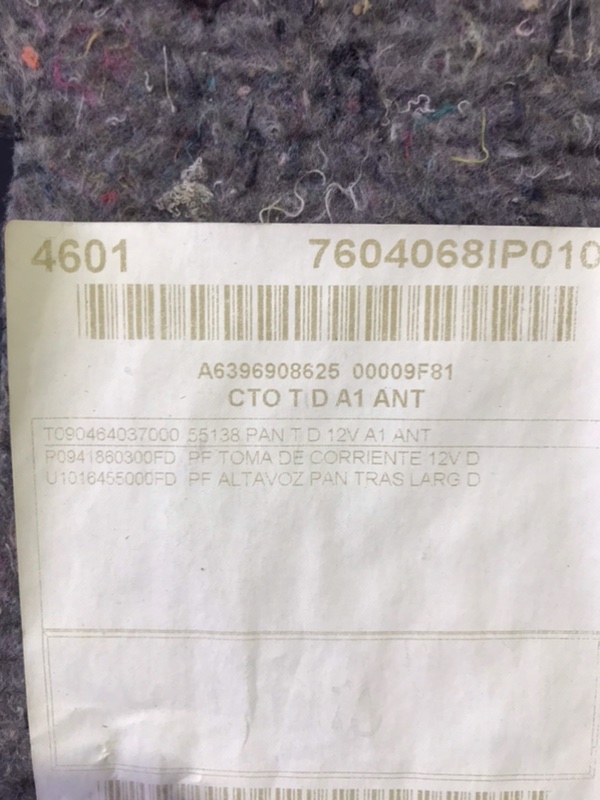 4601 7604068IP010
A6396908625 00009F81
CTO T D A1 ANT
T090464037000 55138 PAN T D 12V A1 ANT
P0941860300FD PF TOMA DE CORRIENTE 12V D
U1016455000FD PF ALTAVOZ PAN TRAS LARG D